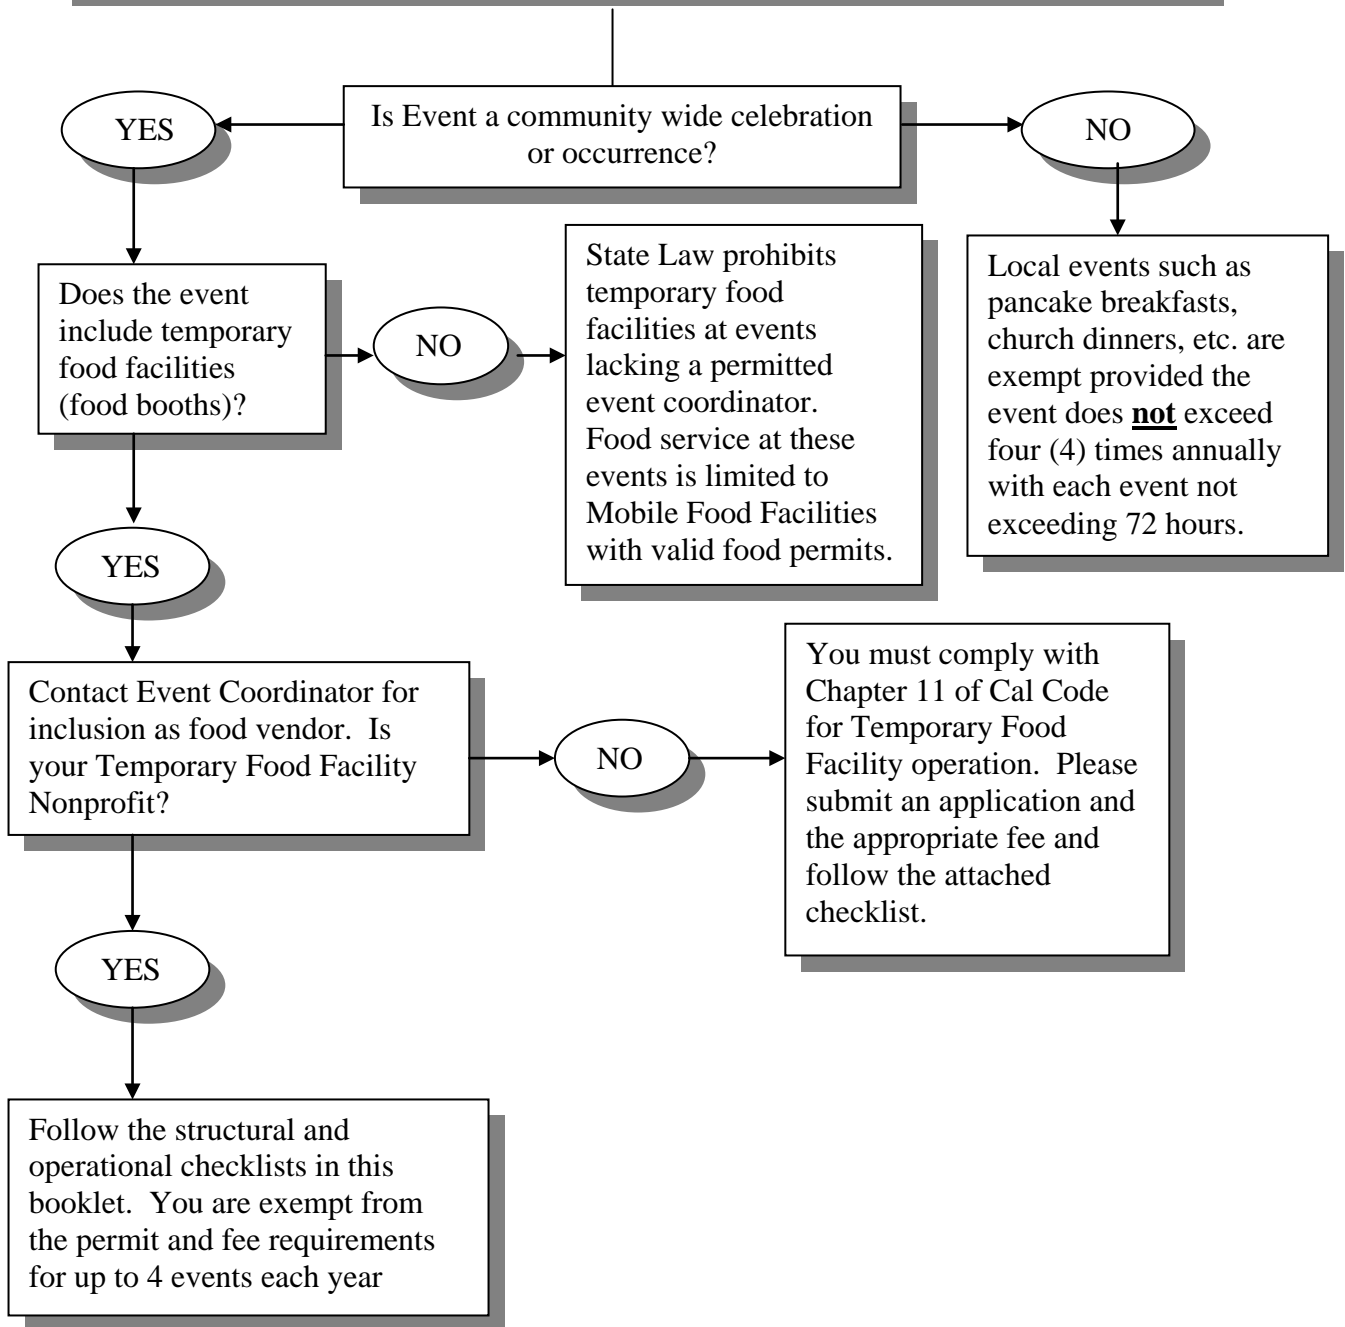 Is Event a community wide celebration
or occurrence?
YES
NO
Does the event
include temporary
food facilities
(food booths)?
NO
State Law prohibits
temporary food
facilities at events
lacking a permitted
event coordinator.
Food service at these
events is limited to
Mobile Food Facilities
with valid food permits.
Local events such as
pancake breakfasts,
church dinners, etc. are
exempt provided the
event does not exceed
four (4) times annually
with each event not
exceeding 72 hours.
YES
Contact Event Coordinator for
inclusion as food vendor.  Is
your Temporary Food Facility
Nonprofit?
NO
You must comply with
Chapter 11 of Cal Code
for Temporary Food
Facility operation.  Please
submit an application and
the appropriate fee and
follow the attached
checklist.
YES
Follow the structural and
operational checklists in this
booklet.  You are exempt from
the permit and fee requirements
for up to 4 events each year